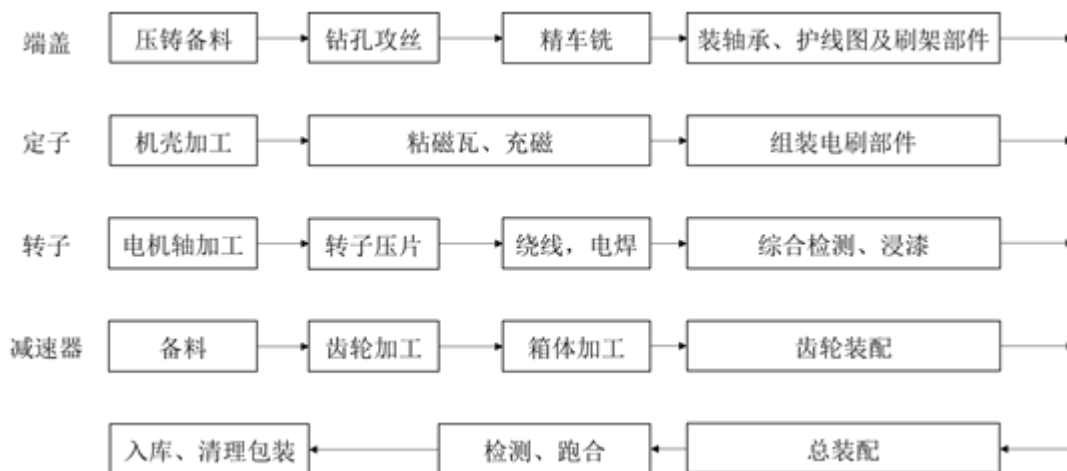 端盖 压铸备料 钻孔攻丝 精车铣 装轴承、护线图及刷架部件
定子 机壳加工 粘磁瓦、充磁 组装电刷部件
转子 电机轴加工 转子压片 绕线，电焊 综合检测、浸漆
减速器 备料 齿轮加工 箱体加工 齿轮装配
入库、清理包装 检测、跑合 总装配